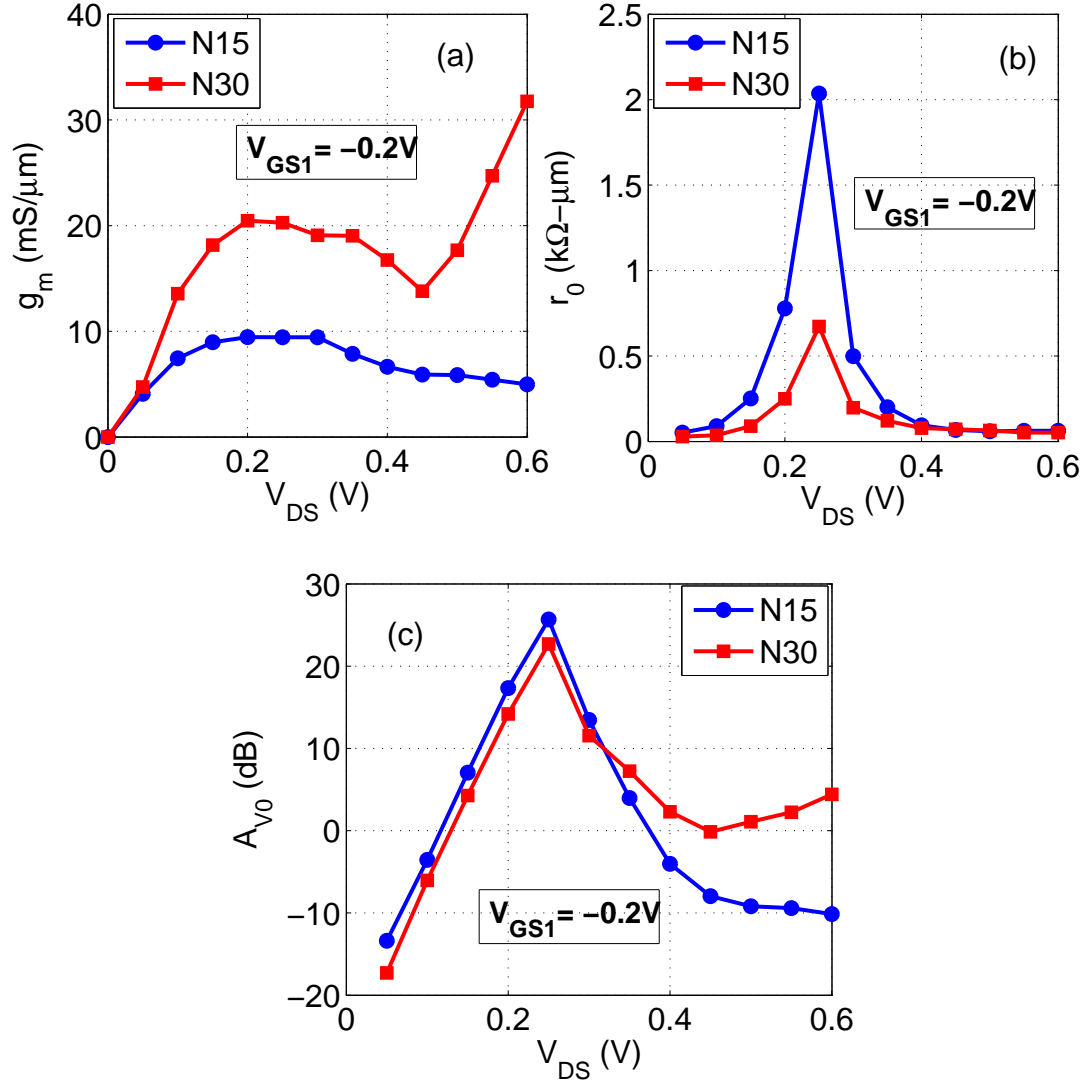 40
30
20
10
0
g_m (mS/μm)
N15
N30
(a)
V_GS1 = −0.2V
0 0.2 0.4 0.6
V_DS (V)
2.5
2
1.5
1
0.5
0
r_0 (kΩ−μm)
N15
N30
(b)
V_GS1 = −0.2V
0 0.2 0.4 0.6
V_DS (V)
30
20
10
0
−10
−20
A_V0 (dB)
(c)
N15
N30
V_GS1 = −0.2V
0 0.2 0.4 0.6
V_DS (V)